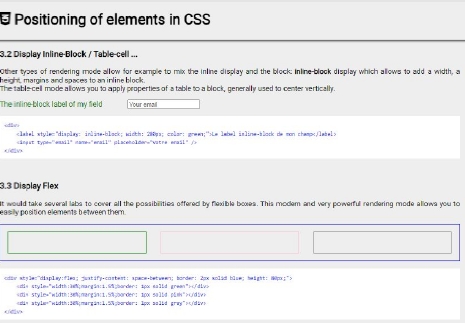 Positioning of elements in CSS
3.2 Display Inline-Block / Table-cell ...
Other types of rendering mode allow for example to mix the inline display and the block: inline-block display which allows to add a width, a
height, margins and spaces to an inline block.
The table-cell mode allows you to apply properties of a table to a block, generally used to center vertically.
The inline-block label of my field
Your email
<div>
<label style="display: inline-block; width: 200px; color: green;">Le label inline-block de mon champ</label>
<input type="email" name="email" placeholder="Votre email" />
</div>
3.3 Display Flex
It would take several labs to cover all the possibilities offered by flexible boxes. This modern and very powerful rendering mode allows you to
easily position elements between them.
<div style="display:flex; justify-content: space-between; border: 2px solid blue; height: 80px;">
<div style="width:30%;margin:1.5%;border: 1px solid green"></div>
<div style="width:30%;margin:1.5%;border: 1px solid pink"></div>
<div style="width:30%;margin:1.5%;border: 1px solid gray"></div>
</div>